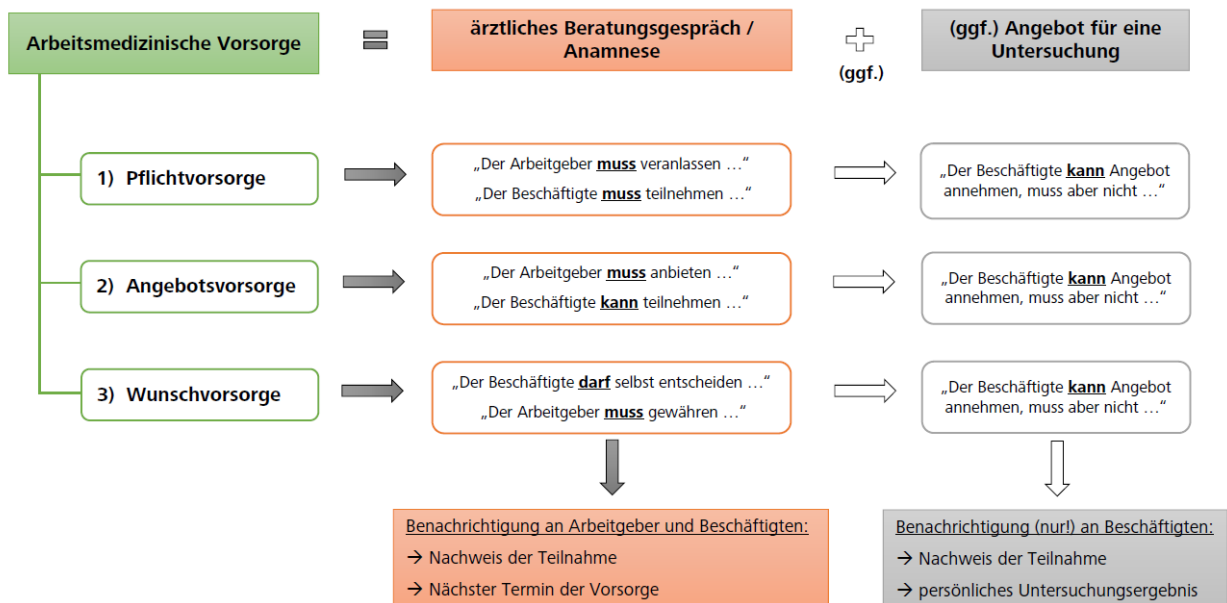 Arbeitsmedizinische Vorsorge
=
ärztliches Beratungsgespräch /
Anamnese
+
(ggf.)
(ggf.) Angebot für eine
Untersuchung
1) Pflichtvorsorge
„Der Arbeitgeber muss veranlassen …“
„Der Beschäftigte muss teilnehmen …“
„Der Beschäftigte kann Angebot
annehmen, muss aber nicht …“
2) Angebotsvorsorge
„Der Arbeitgeber muss anbieten …“
„Der Beschäftigte kann teilnehmen …“
„Der Beschäftigte kann Angebot
annehmen, muss aber nicht …“
3) Wunschvorsorge
„Der Beschäftigte darf selbst entscheiden …“
„Der Arbeitgeber muss gewähren …“
„Der Beschäftigte kann Angebot
annehmen, muss aber nicht …“
Benachrichtigung an Arbeitgeber und Beschäftigten:
→ Nachweis der Teilnahme
→ Nächster Termin der Vorsorge
Benachrichtigung (nur!) an Beschäftigten:
→ Nachweis der Teilnahme
→ persönliches Untersuchungsergebnis